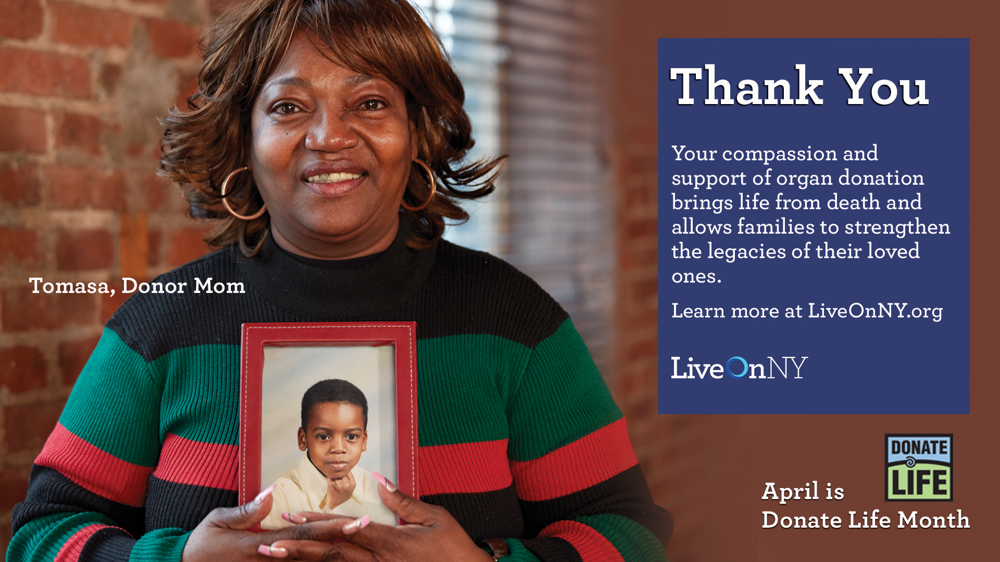 Thank You
Your compassion and
support of organ donation
brings life from death and
allows families to strengthen
the legacies of their loved
ones.
Learn more at LiveOnNY.org
LiveOnNY
Tomasa, Donor Mom
DONATE
LIFE
April is
Donate Life Month